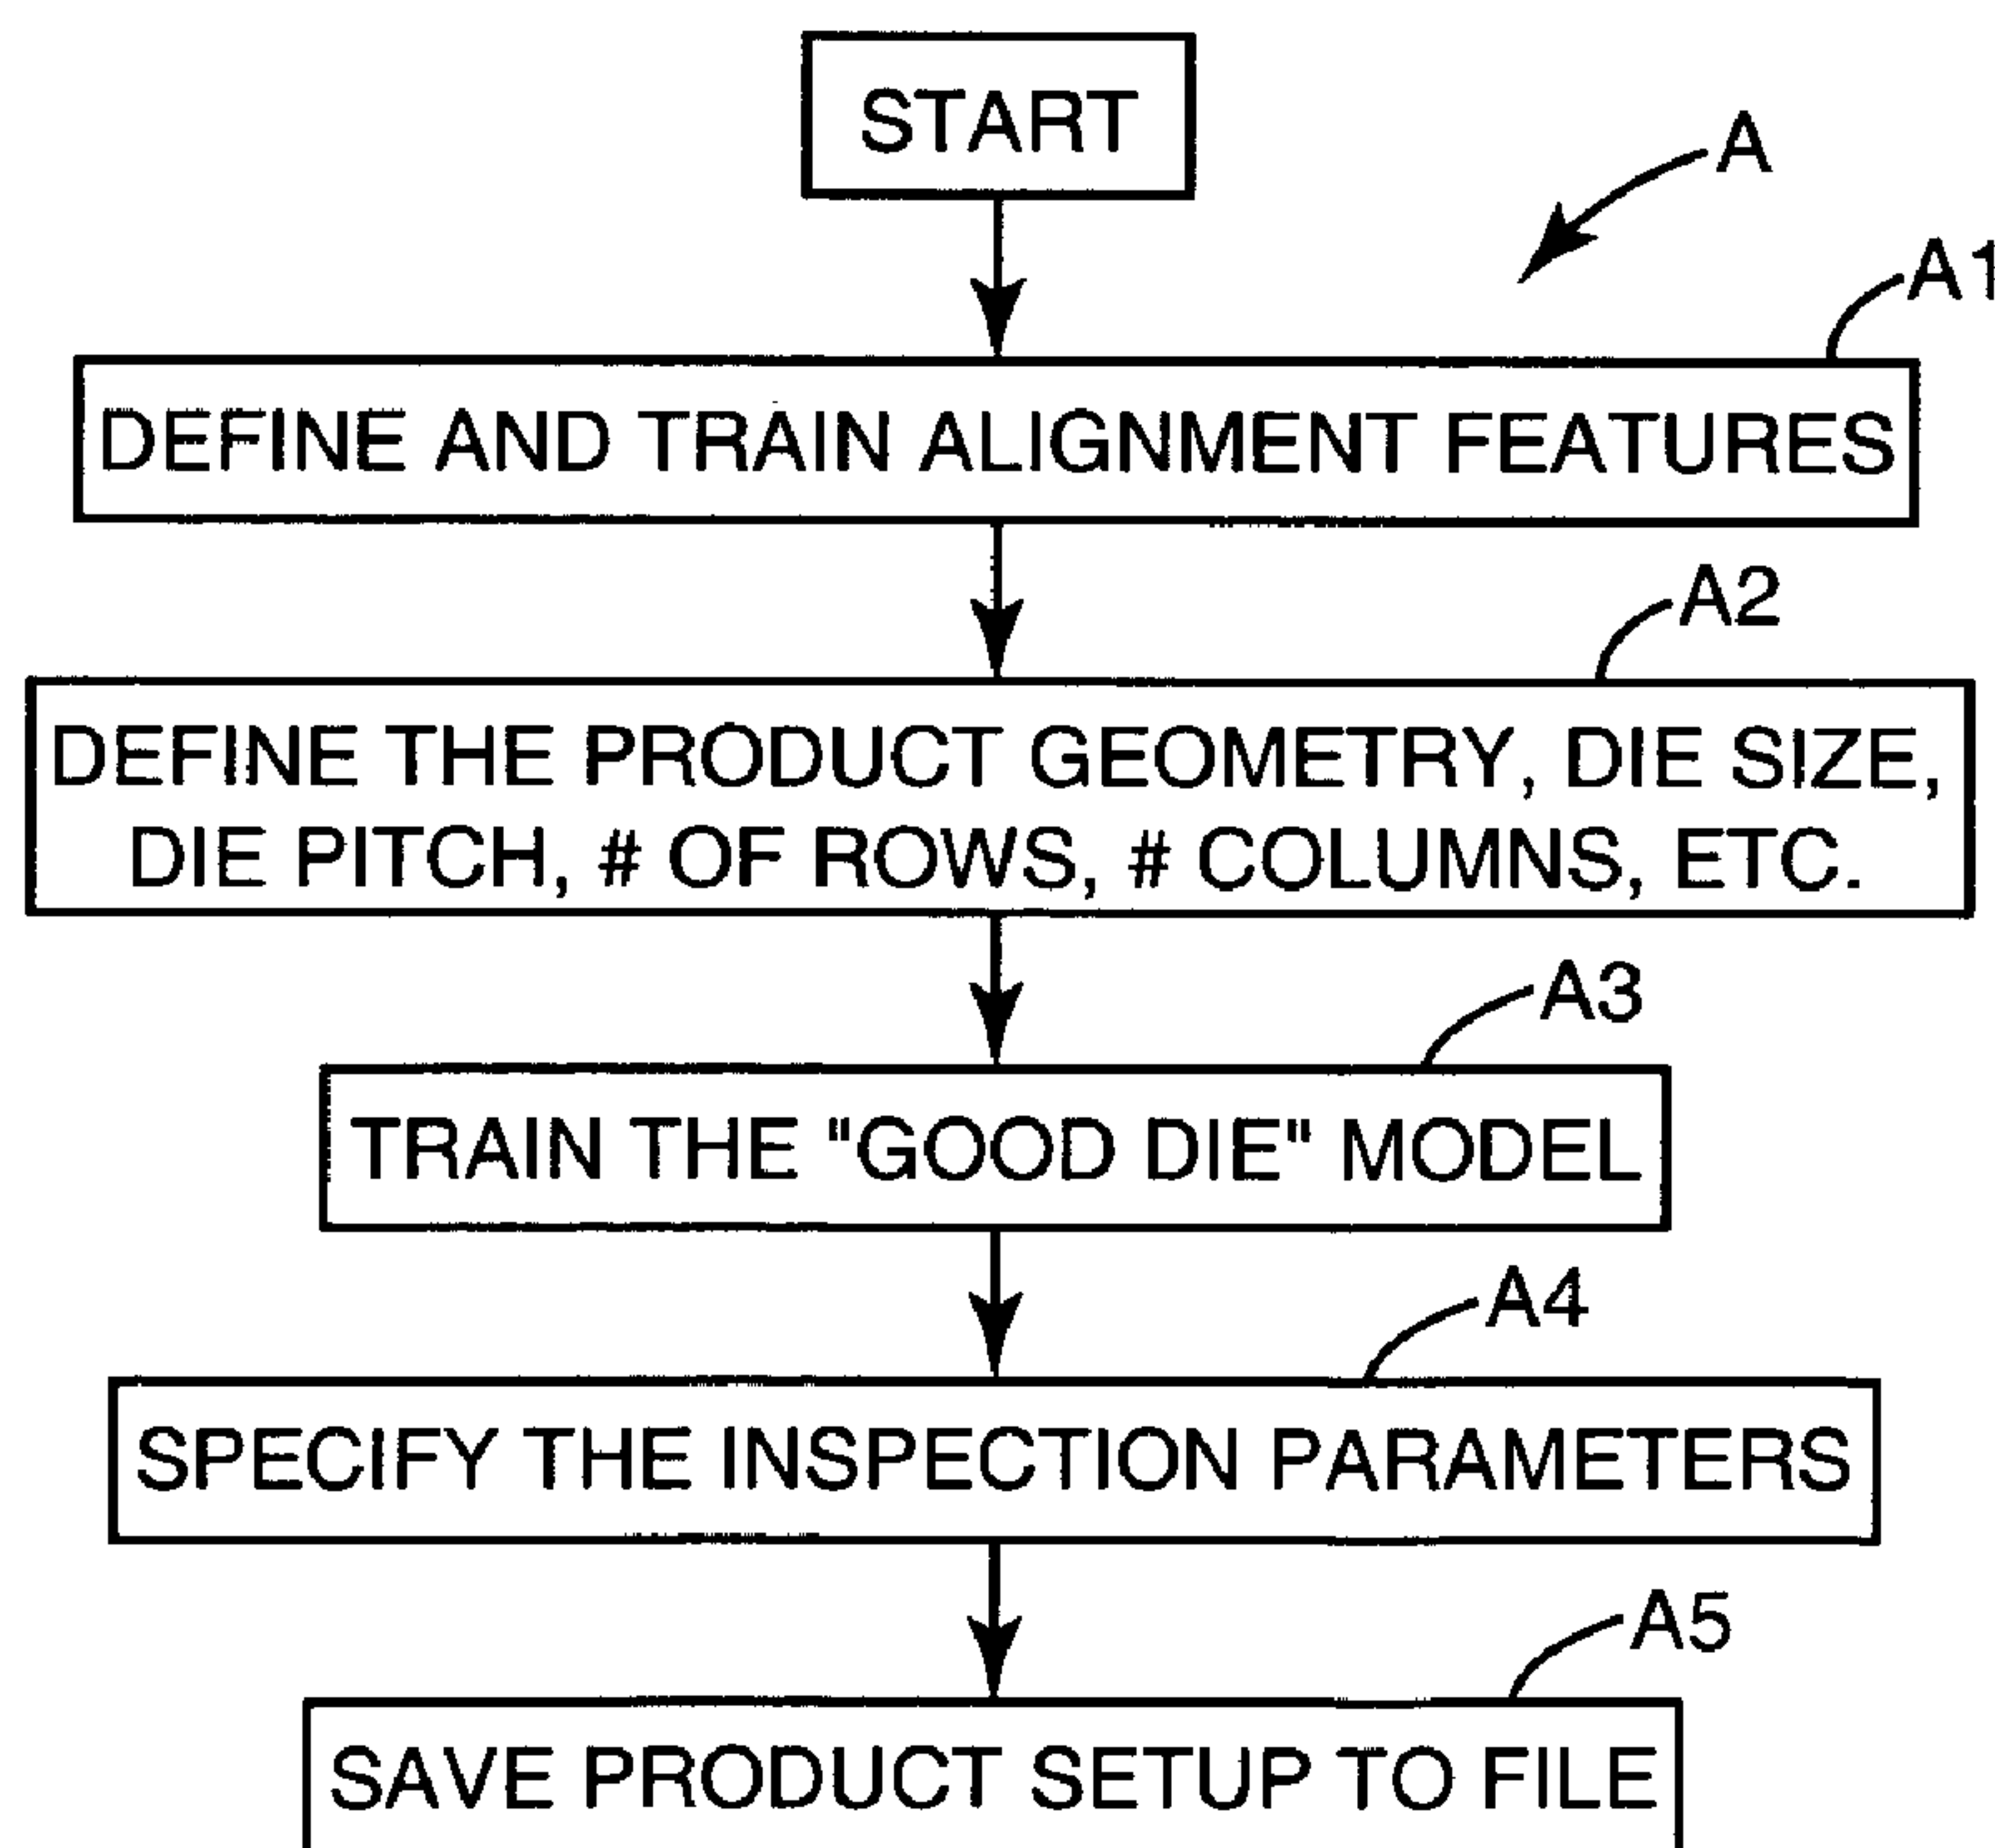 START
A
A1
DEFINE AND TRAIN ALIGNMENT FEATURES
A2
DEFINE THE PRODUCT GEOMETRY, DIE SIZE,
DIE PITCH, # OF ROWS, # COLUMNS, ETC.
A3
TRAIN THE "GOOD DIE" MODEL
A4
SPECIFY THE INSPECTION PARAMETERS
A5
SAVE PRODUCT SETUP TO FILE